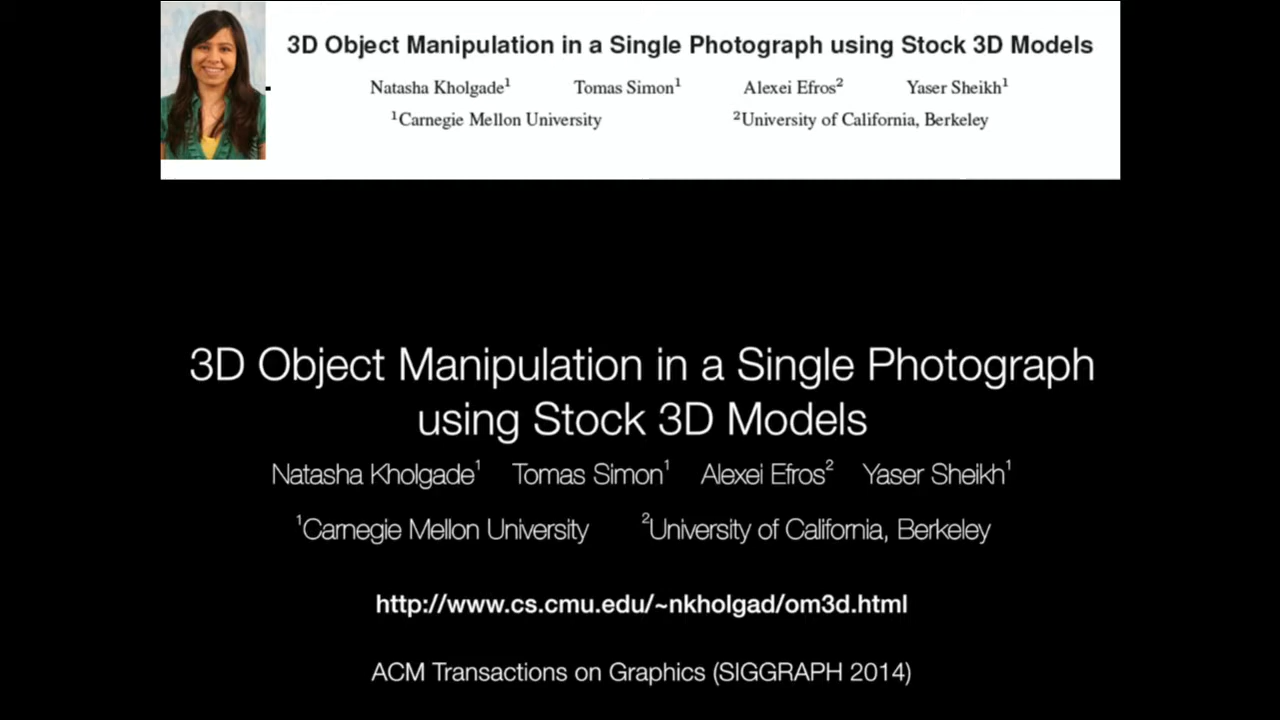 3D Object Manipulation in a Single Photograph using Stock 3D Models
Natasha Kholgade¹ Tomas Simon¹ Alexei Efros² Yaser Sheikh¹
¹Carnegie Mellon University ²University of California, Berkeley
3D Object Manipulation in a Single Photograph
using Stock 3D Models
Natasha Kholgade¹ Tomas Simon¹ Alexei Efros² Yaser Sheikh¹
¹Carnegie Mellon University ²University of California, Berkeley
http://www.cs.cmu.edu/~nkholgad/om3d.html
ACM Transactions on Graphics (SIGGRAPH 2014)